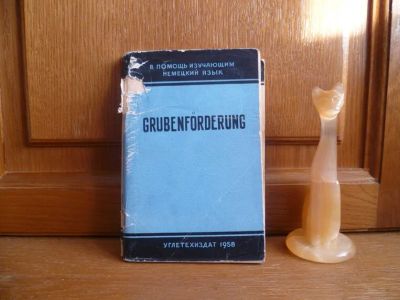 В ПОМОЩЬ ИЗУЧАЮЩИМ
НЕМЕЦКИЙ ЯЗЫК
GRUBENFÖRDERUNG
УГЛЕТЕХИЗДАТ 1958